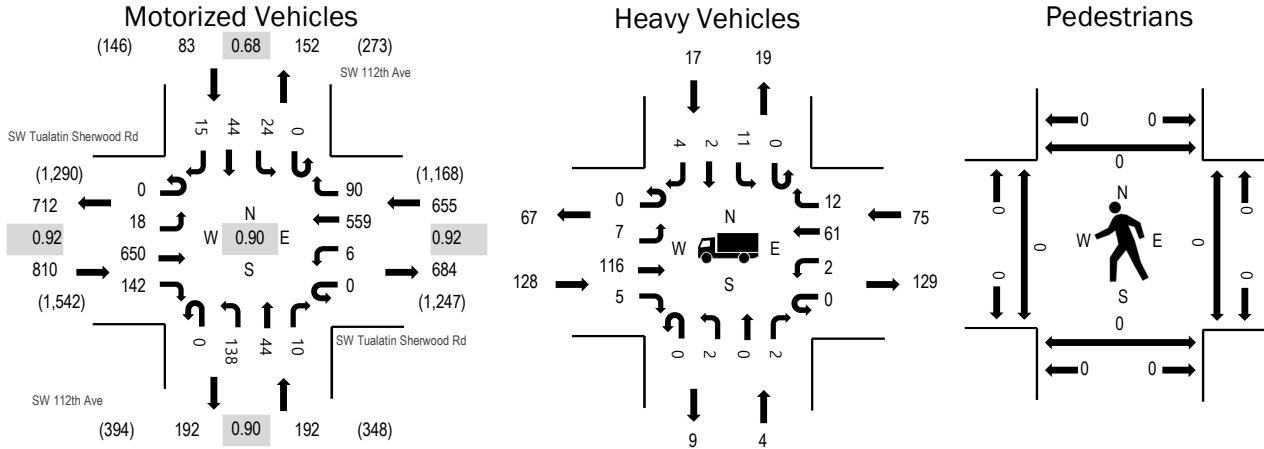 Motorized Vehicles
(146) 83 0.68 152 (273)
SW 112th Ave
SW Tualatin Sherwood Rd
15 44 24 0
(1,290) 0 90 (1,168)
712 18 559 655
0.92 N W 0.90 E S 0.92
810 650 6 684
(1,542) 142 0 (1,247)
0 138 44 10
SW Tualatin Sherwood Rd
SW 112th Ave
(394) 192 0.90 192 (348)
Heavy Vehicles
17 19
4 2 11 0
0 12
67 7 N 61 75
W E
128 116 S 2 129
5 0
0 2 0 2
9 4
Pedestrians
0 0
0
0 N 0
W E
0 0
0 S 0
0
0 0